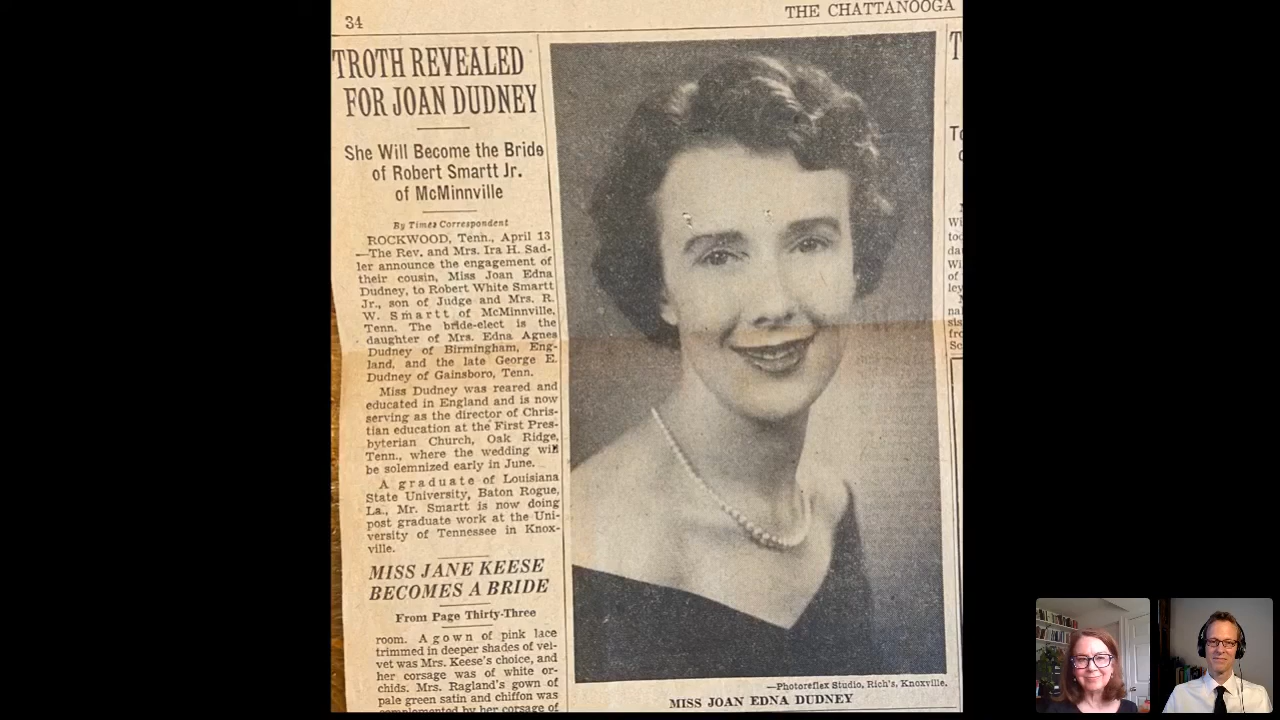 34
THE CHATTANOOGA
TROTH REVEALED
FOR JOAN DUDNEY
She Will Become the Bride
of Robert Smartt Jr.
of McMinnville
By Times Correspondent
ROCKWOOD, Tenn., April 13
—The Rev. and Mrs. Ira H. Sad-
ler announce the engagement of
their cousin, Miss Joan Edna
Dudney, to Robert White Smartt
Jr., son of Judge and Mrs. R.
W. Smartt of McMinnville,
Tenn. The bride-elect is the
daughter of Mrs. Edna Agnes
Dudney of Birmingham, Eng-
land, and the late George E.
Dudney of Gainsboro, Tenn.
Miss Dudney was reared and
educated in England and is now
serving as the director of Chris-
tian education at the First Pres-
byterian Church, Oak Ridge,
Tenn., where the wedding will
be solemnized early in June.
A graduate of Louisiana
State University, Baton Rogue,
La., Mr. Smartt is now doing
post graduate work at the Uni-
versity of Tennessee in Knox-
ville.
MISS JANE KEESE
BECOMES A BRIDE
From Page Thirty-Three
room. A gown of pink lace
trimmed in deeper shades of vel-
vet was Mrs. Keese's choice, and
her corsage was of white or-
chids. Mrs. Ragland's gown of
pale green satin and chiffon was
complemented by her corsage of
—Photoreflex Studio, Rich's, Knoxville.
MISS JOAN EDNA DUDNEY